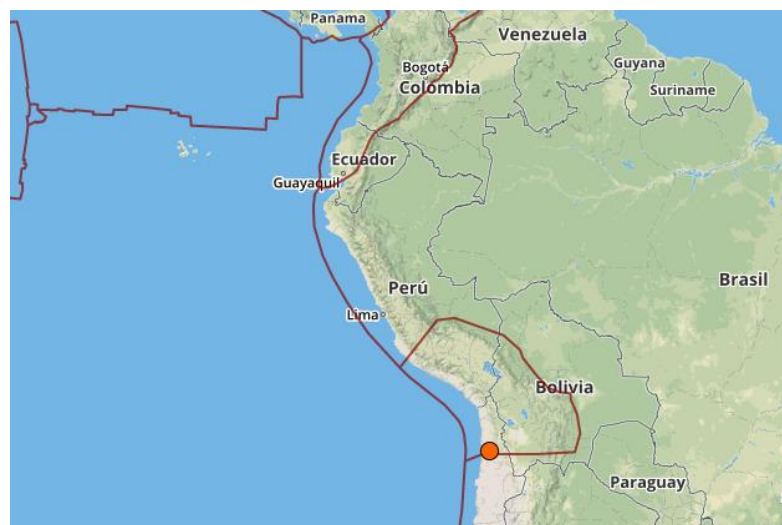 Panama
Venezuela
Guyana
Bogotá
Colombia
Suriname
Ecuador
Guayaquil
Brasil
Perú
Lima
Bolivia
Paraguay